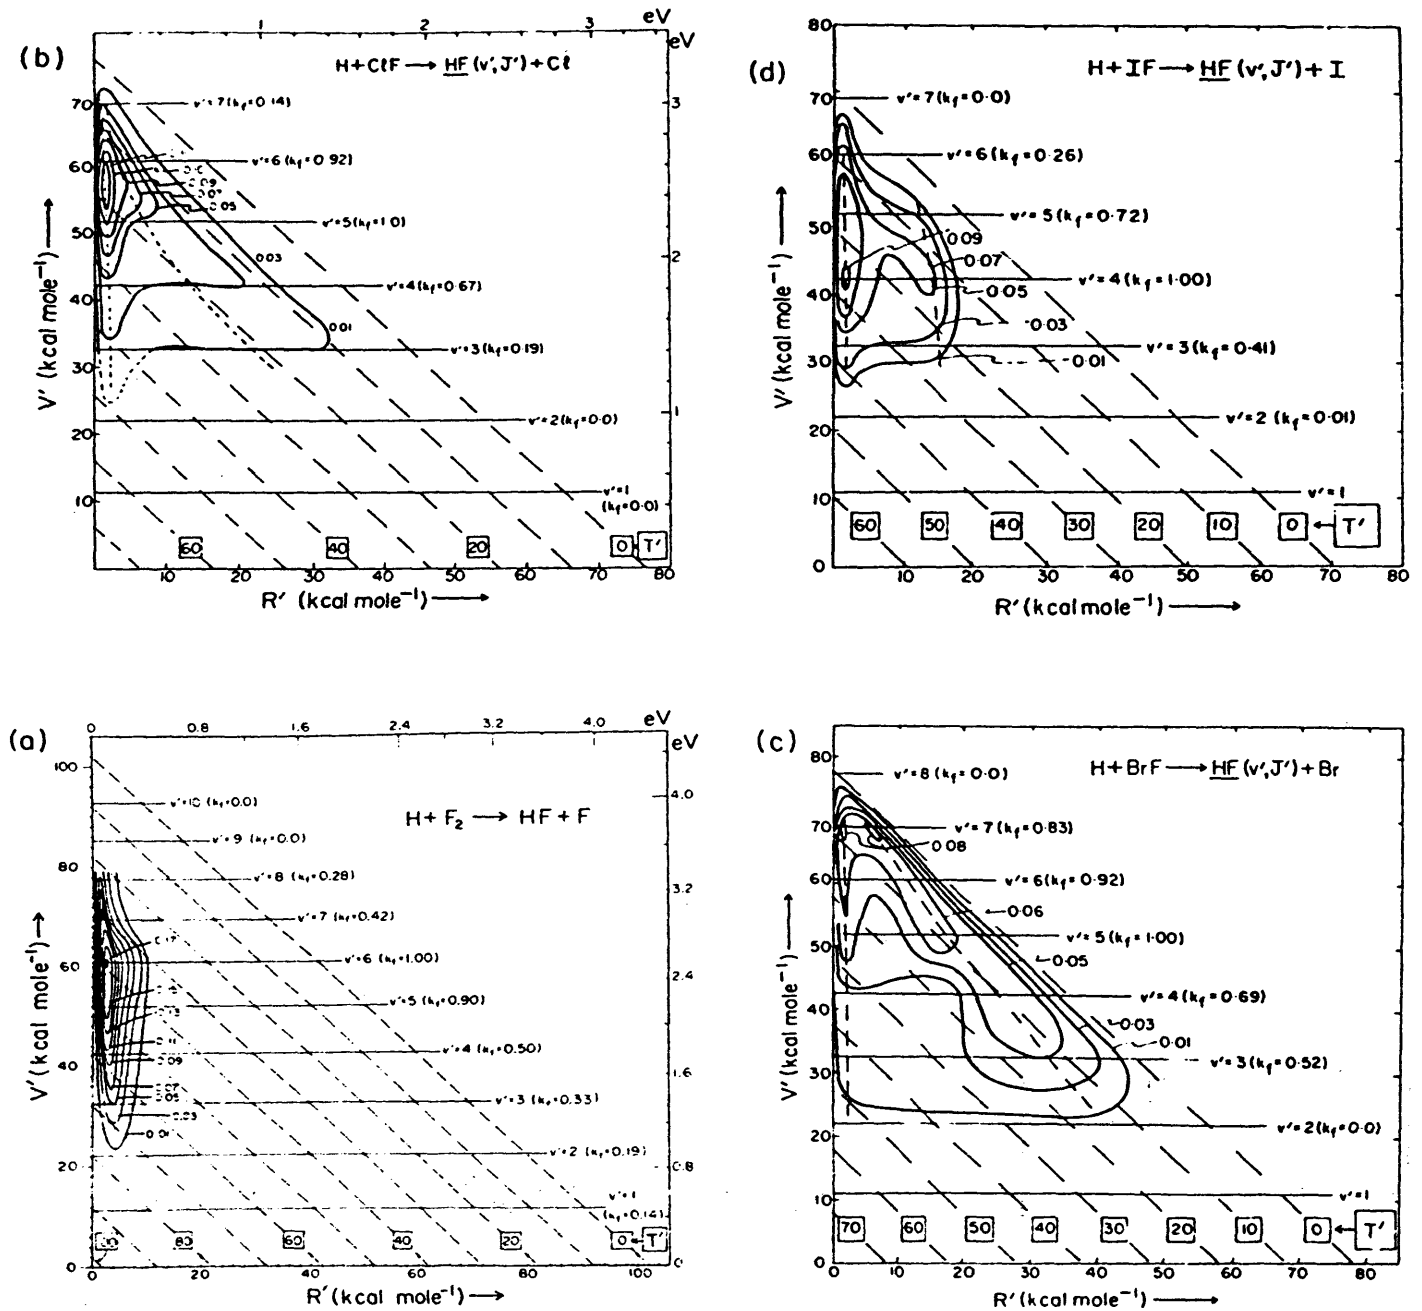 eV
1 2 3
eV
(b)
H+ClF → HF (v',J')+Cl
v'=7(kf=0.14)
v'=6(kf=0.92)
0.09
0.07
0.05
v'=5(kf=1.0)
0.03
v'=4(kf=0.67)
0.01
v'=3(kf=0.19)
v'=2(kf=0.0)
v'=1
(kf=0.0)
70
60
50
40
30
20
10
3
2
1
V' (kcal mole⁻¹) →
60 40 20 0 T'
10 20 30 40 50 60 70 80
R' (kcal mole⁻¹) →
(d)
H+IF → HF (v',J')+I
v'=7(kf=0.0)
v'=6(kf=0.26)
v'=5(kf=0.72)
0.09
0.07
v'=4(kf=1.00)
0.05
0.03
v'=3(kf=0.41)
0.01
v'=2 (kf=0.01)
v'=1
80
70
60
50
40
30
20
10
0
V' (kcal mole⁻¹) →
60 50 40 30 20 10 0 ← T'
10 20 30 40 50 60 70 80
R' (kcal mole⁻¹) →
(a)
0 0.8 1.6 2.4 3.2 4.0 eV
eV
H + F₂ → HF + F
v'=10 (kf=0.0)
v'=9 (kf=0.0)
v'=8 (kf=0.28)
v'=7 (kf=0.42)
0.17
v'=6 (kf=1.00)
v'=5 (kf=0.90)
0.13
0.11
v'=4 (kf=0.50)
0.09
0.07
0.05
v'=3 (kf=0.33)
0.03
0.01
v'=2 (kf=0.19)
v'=1
(kf=0.14)
100
80
60
40
20
0
4.0
3.2
2.4
1.6
0.8
0
V' (kcal mole⁻¹) →
80 60 40 20 0 T'
0 20 40 60 80 100
R' (kcal mole⁻¹) →
(c)
H+BrF → HF (v',J')+Br
v'=8 (kf=0.0)
v'=7 (kf=0.83)
0.08
v'=6(kf=0.92)
0.06
v'=5(kf=1.00)
0.05
v'=4(kf=0.69)
0.03
0.01
v'=3(kf=0.52)
v'=2(kf=0.0)
v'=1
80
70
60
50
40
30
20
10
0
V' (kcal mole⁻¹) →
70 60 50 40 30 20 10 0 ← T'
0 10 20 30 40 50 60 70 80
R' (kcal mole⁻¹) →